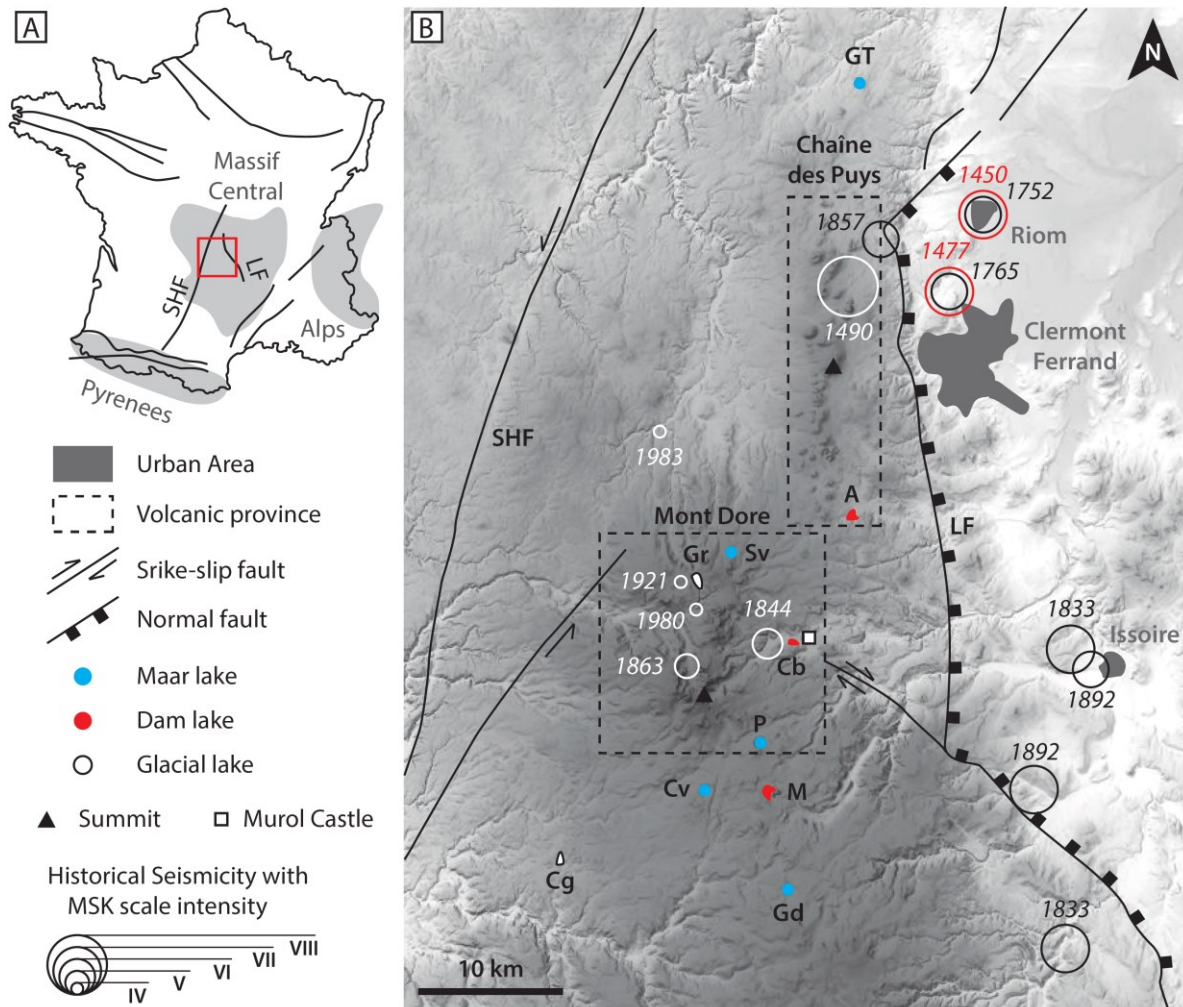 A
Massif
Central
SHF
LF
Alps
Pyrenees
Urban Area
Volcanic province
Srike-slip fault
Normal fault
Maar lake
Dam lake
Glacial lake
Summit
Murol Castle
Historical Seismicity with
MSK scale intensity
VIII
VII
VI
V
IV
B
N
GT
Chaîne
des Puys
1450
1752
1857
Riom
1477
1765
1490
Clermont
Ferrand
SHF
1983
A
Mont Dore
LF
Gr
Sv
1921
1980
1844
1833
Issoire
1863
Cb
1892
P
1892
Cv
M
Cg
Gd
1833
10 km